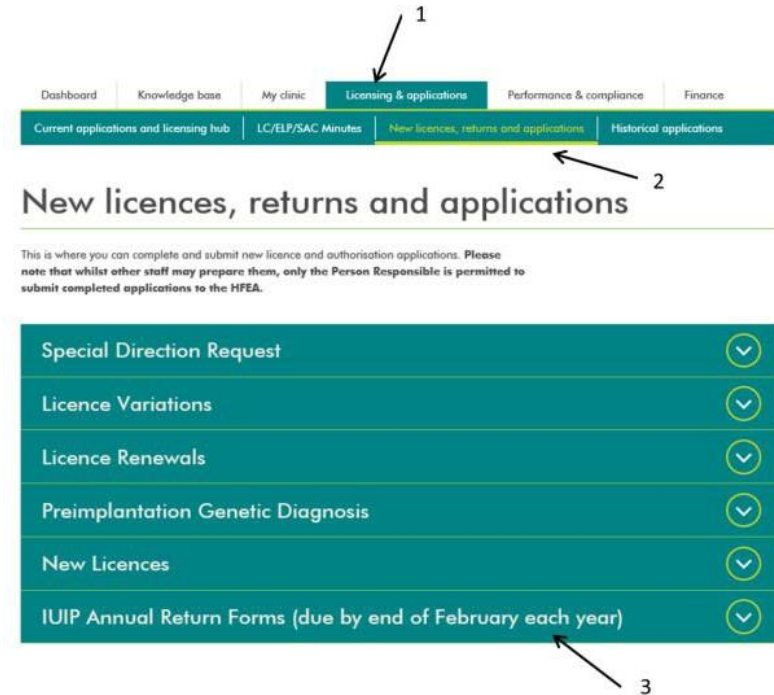 1
Dashboard Knowledge base My clinic Licensing & applications Performance & compliance Finance
Current applications and licensing hub LC/ELP/SAC Minutes New licences, returns and applications Historical applications
2
New licences, returns and applications
This is where you can complete and submit new licence and authorisation applications. Please
note that whilst other staff may prepare them, only the Person Responsible is permitted to
submit completed applications to the HFEA.
Special Direction Request
Licence Variations
Licence Renewals
Preimplantation Genetic Diagnosis
New Licences
IUIP Annual Return Forms (due by end of February each year)
3